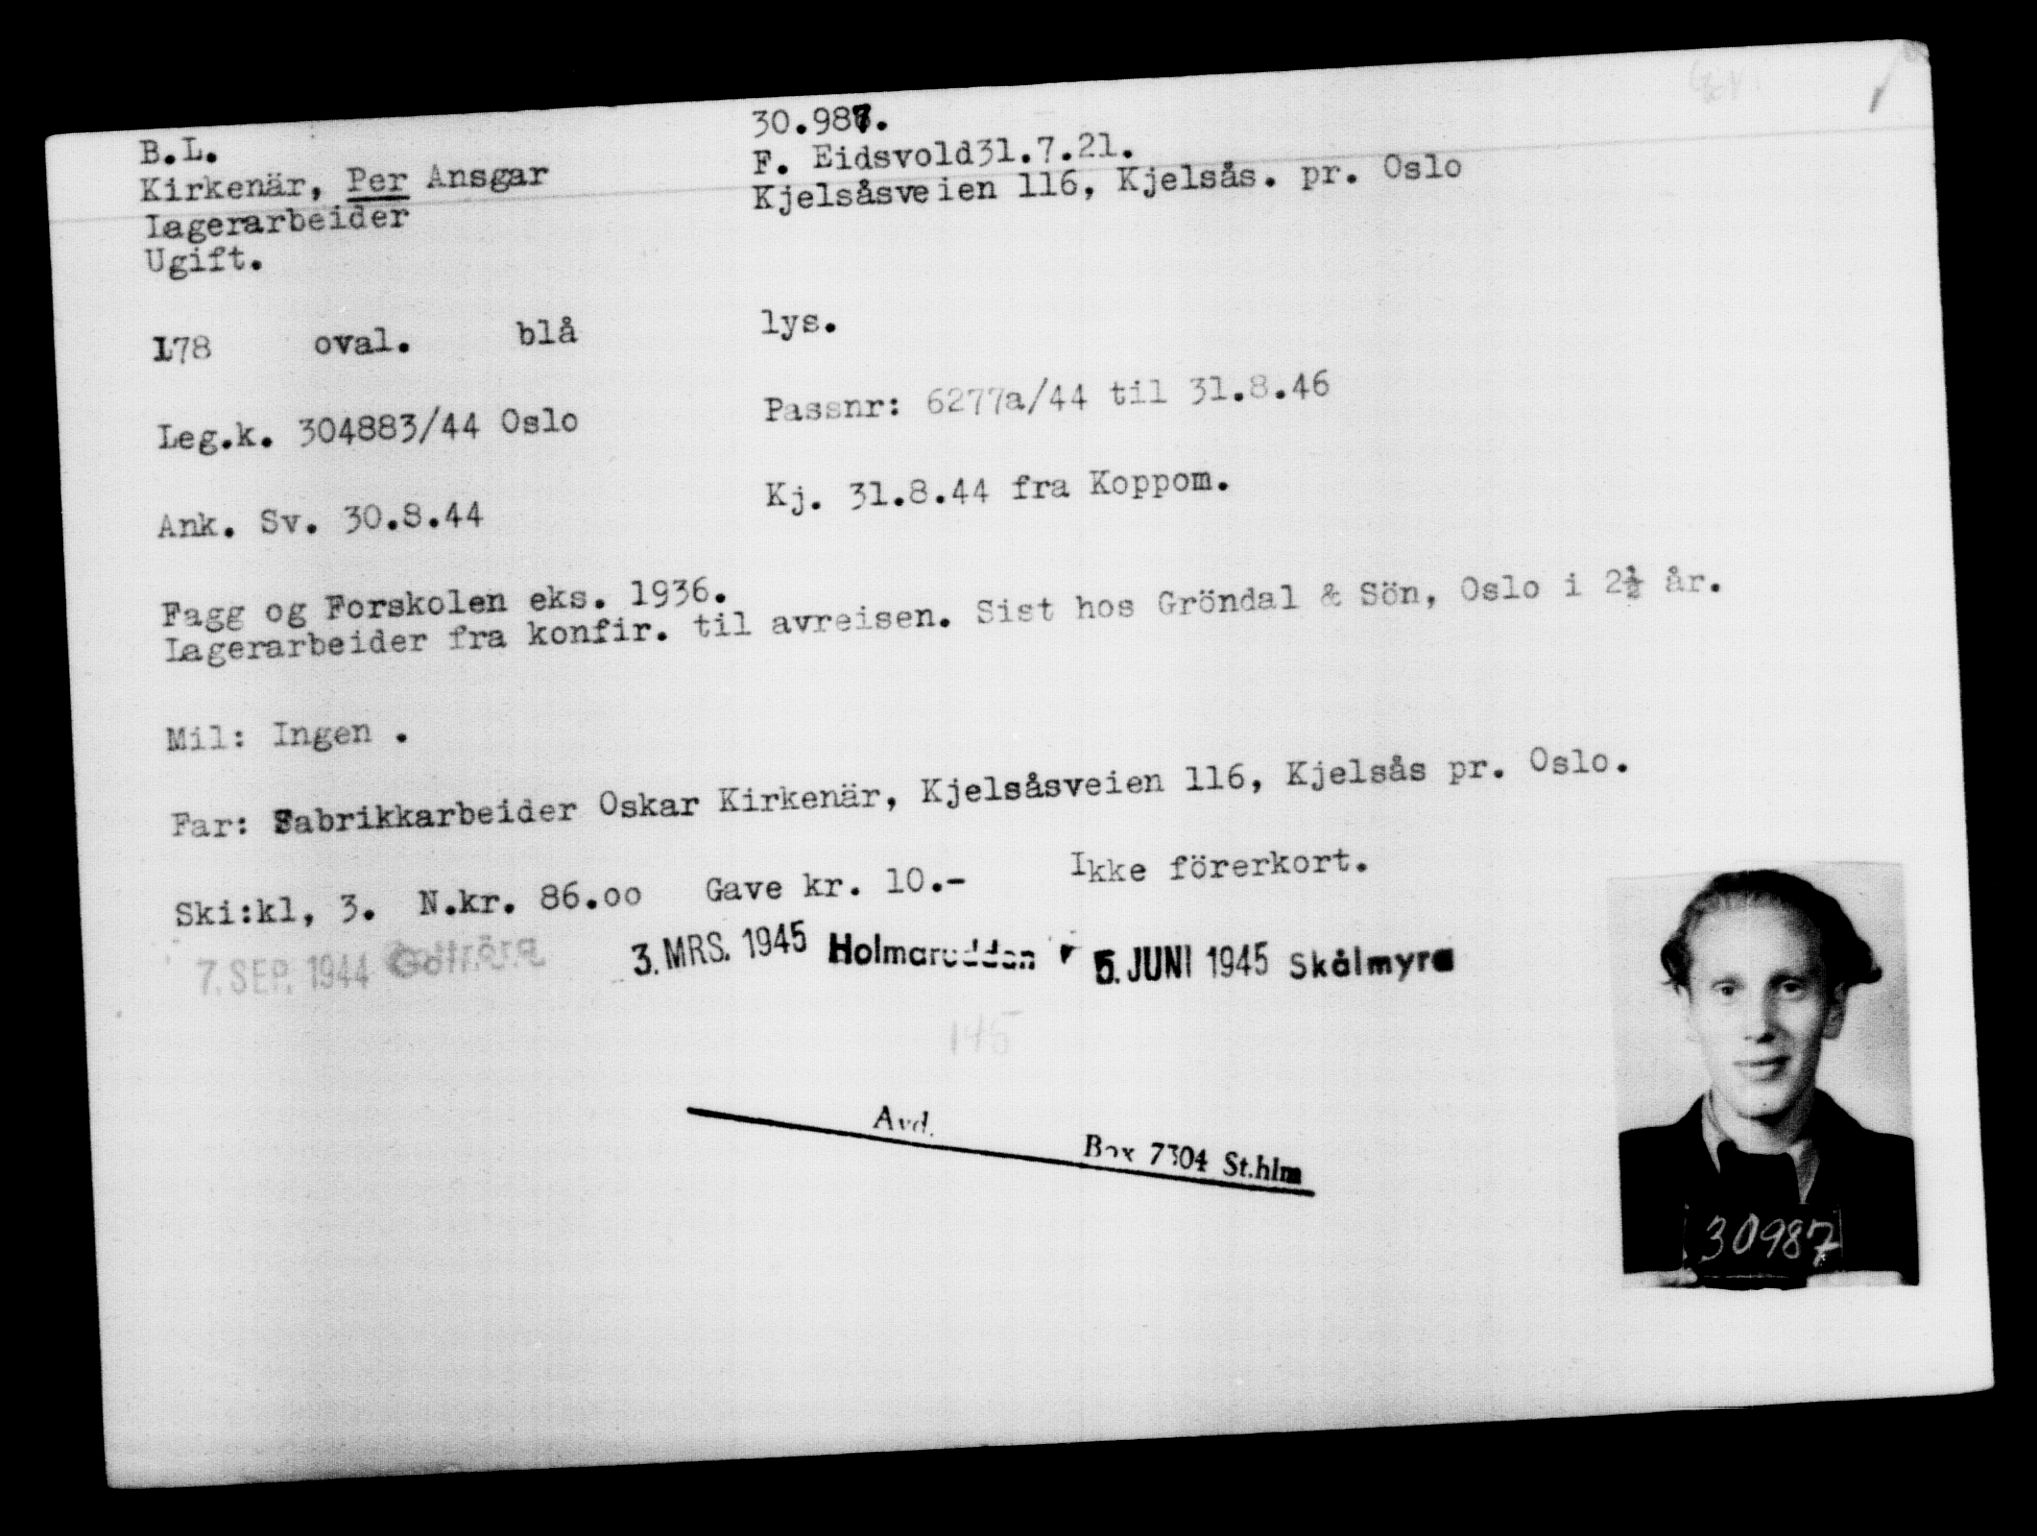 B.L.
30.987.
Kirkenär, Per Ansgar
F. Eidsvold31.7.21.
Lagerarbeider
Kjelsåsveien 116, Kjelsås. pr. Oslo
Ugift.
178 oval. blå lys.
Leg.k. 304883/44 Oslo
Passnr: 6277a/44 til 31.8.46
Ank. Sv. 30.8.44
Kj. 31.8.44 fra Koppom.
Fagg og Forskolen eks. 1936.
Lagerarbeider fra konfir. til avreisen. Sist hos Gröndal & Sön, Oslo i 2½ år.
Mil: Ingen .
Far: Fabrikkarbeider Oskar Kirkenär, Kjelsåsveien 116, Kjelsås pr. Oslo.
Ski:kl, 3. N.kr. 86.oo Gave kr. 10.- Ikke förerkort.
7. SEP. 1944 Gottröra 3. MRS. 1945 Holmarudden 5. JUNI 1945 Skålmyra
145
Avd. Box 7304 St.hlm
30987